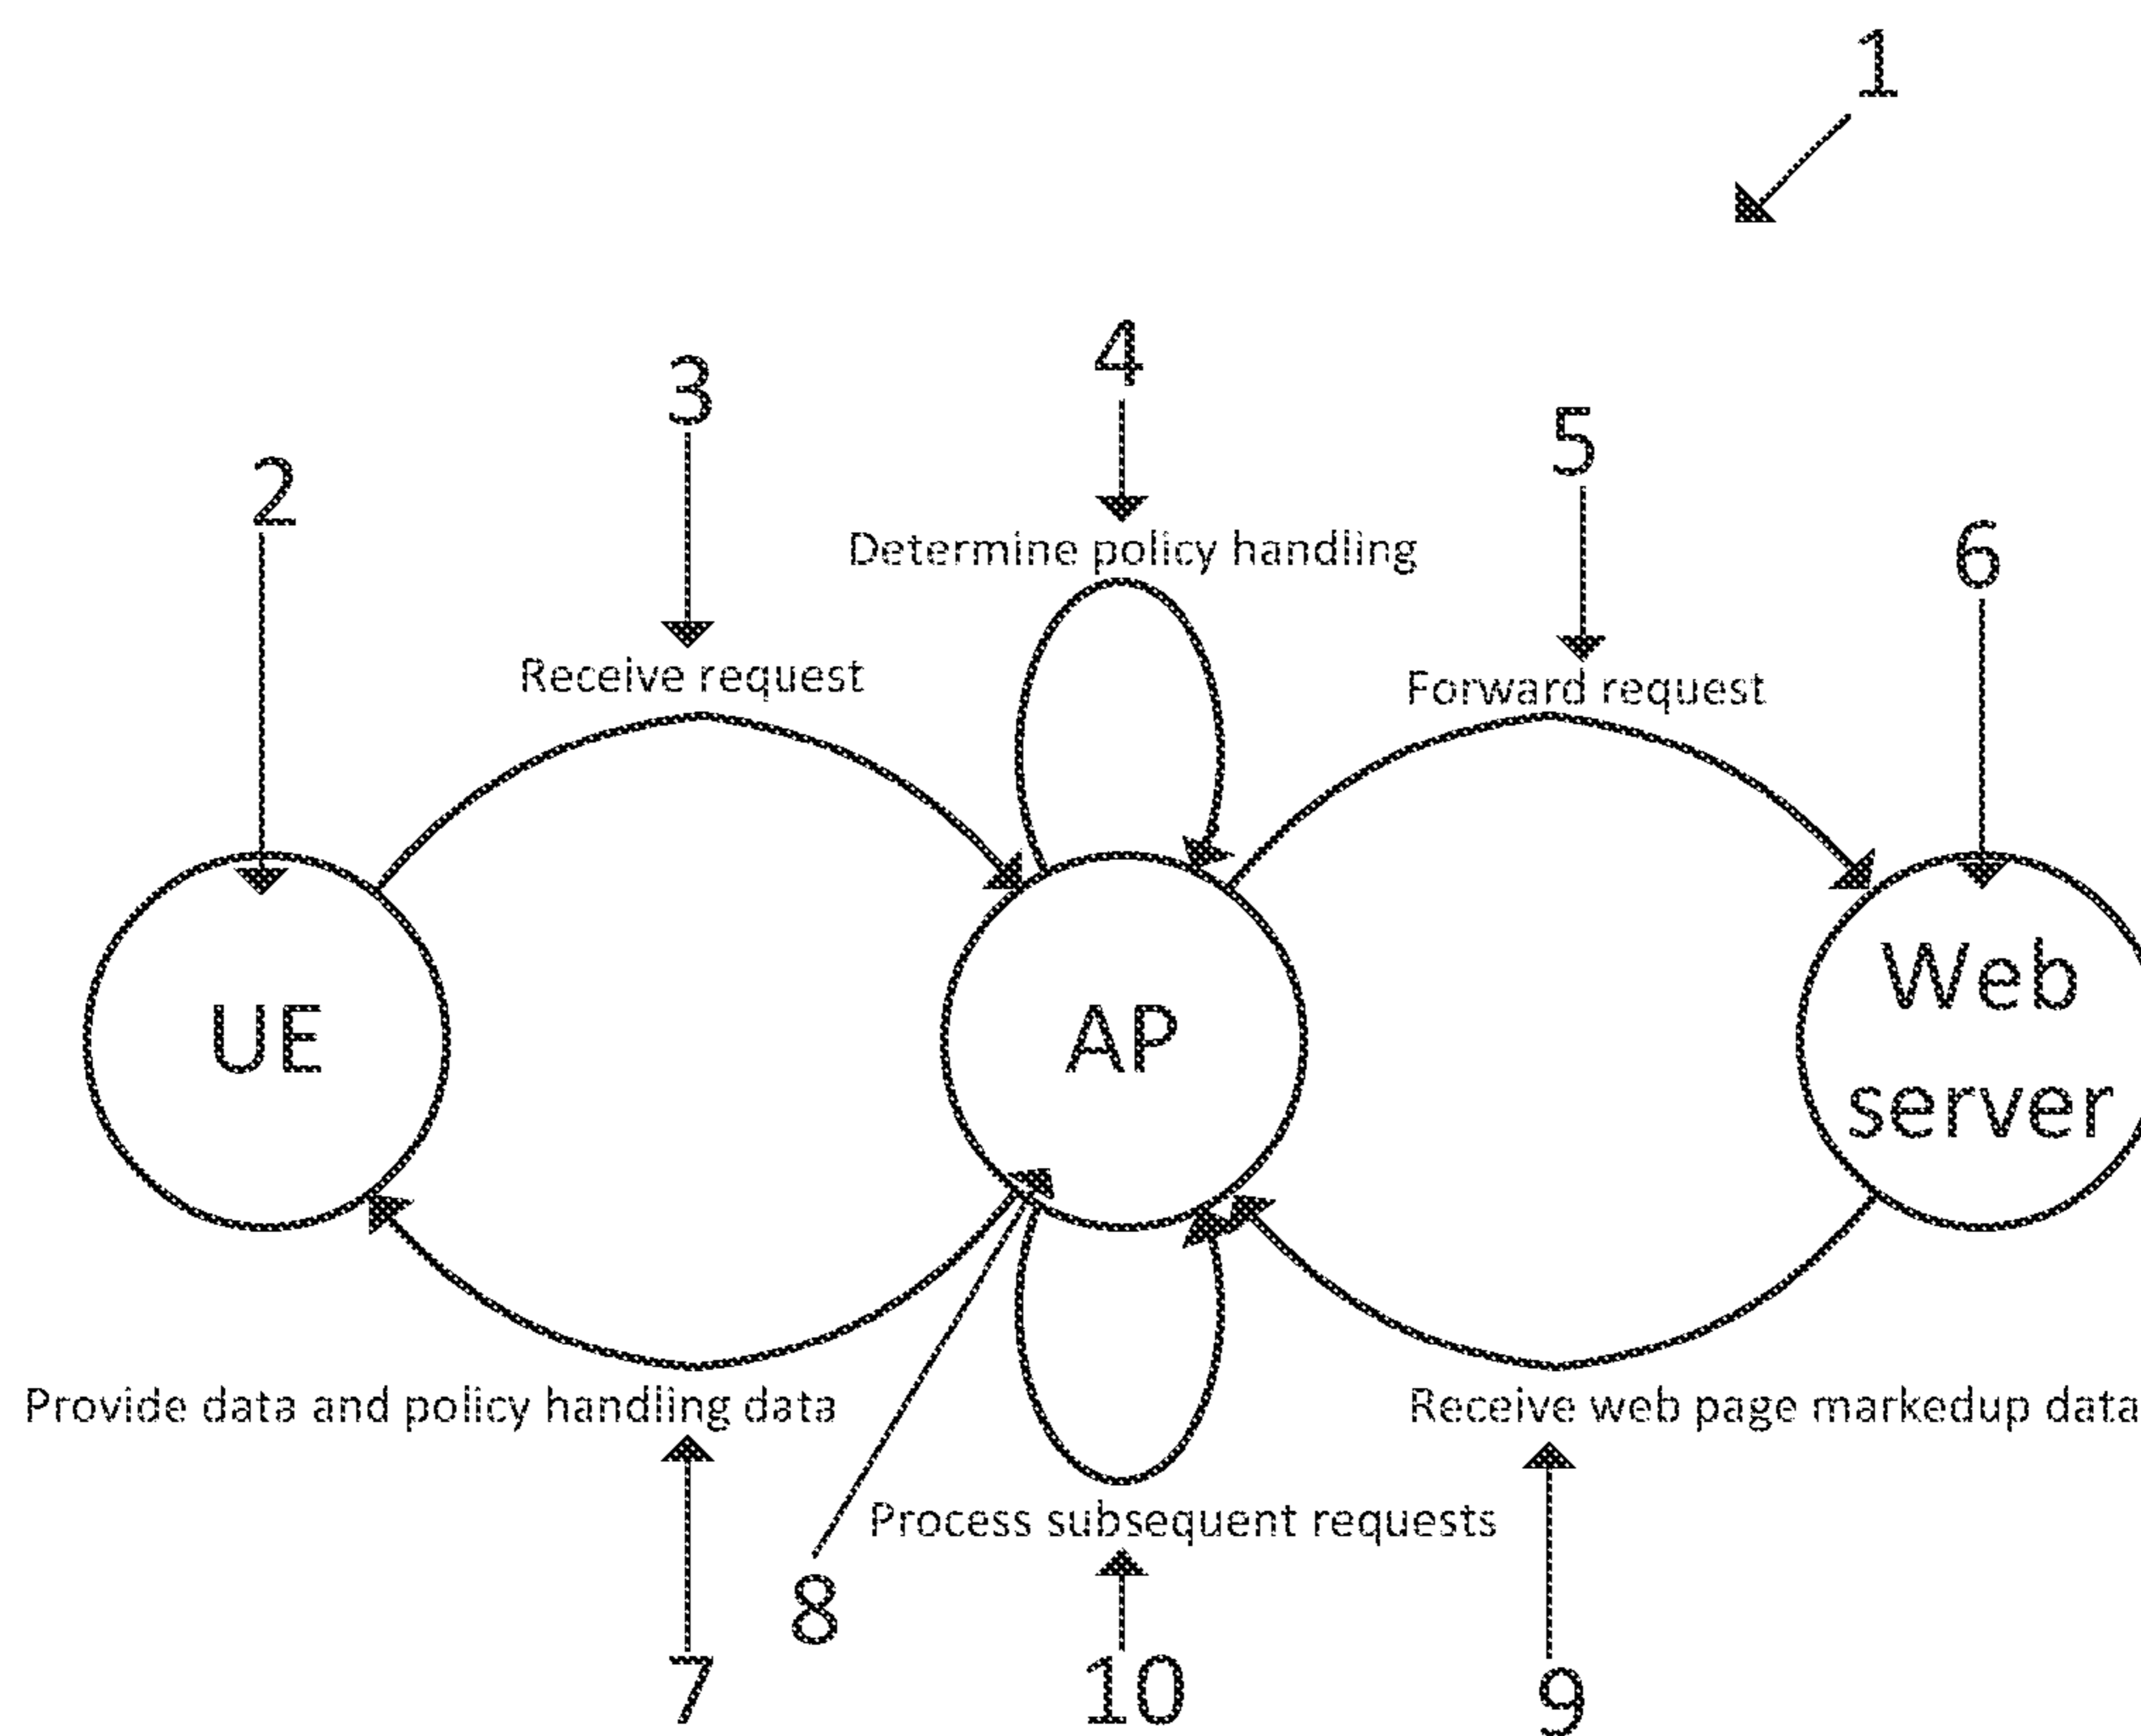 1
4
3
5
2
6
Determine policy handling
Receive request
Forward request
UE
AP
Web
server
Provide data and policy handling data
Receive web page markedup data
Process subsequent requests
8
7
10
9